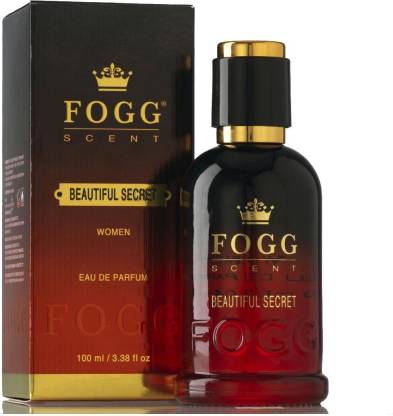 FOGG®
SCENT
BEAUTIFUL SECRET
WOMEN
EAU DE PARFUM
FOGG
100 ml / 3.38 fl oz
FOGG
SCENT
BEAUTIFUL SECRET
FOGG